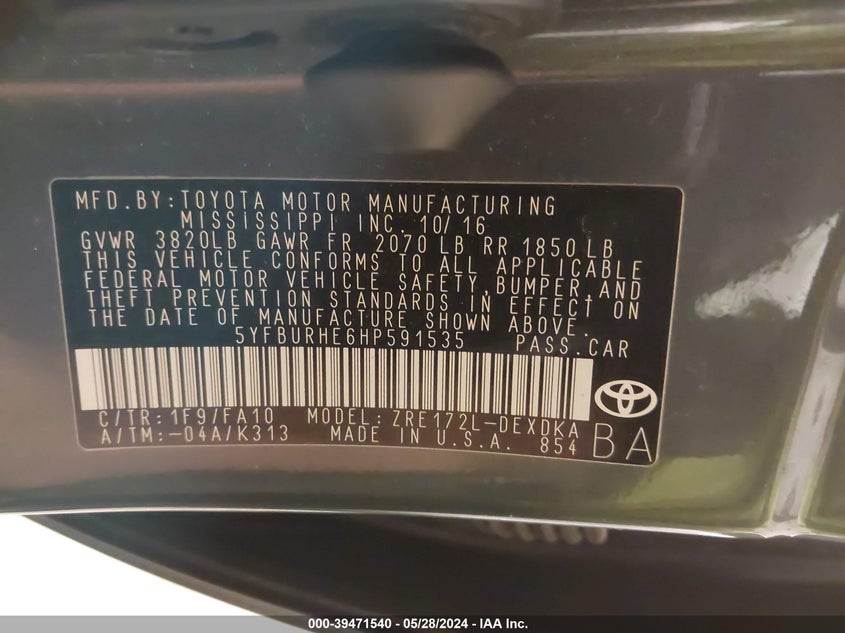 MFD.BY:TOYOTA MOTOR MANUFACTURING
MISSISSIPPI INC. 10/16
GVWR 3820LB GAWR FR 2070 LB RR 1850 LB
THIS VEHICLE CONFORMS TO ALL APPLICABLE
FEDERAL MOTOR VEHICLE SAFETY,BUMPER,AND
THEFT PREVENTION STANDARDS IN EFFECT ON
THE DATE OF MANUFACTURE SHOWN ABOVE.
5YFBURHE6HP591535 PASS.CAR
C/TR:1F9/FA10 MODEL:ZRE172L-DEXDKA
A/TM:-04A/K313 MADE IN U.S.A. 854
BA
000-39471540 - 05/28/2024 - IAA Inc.